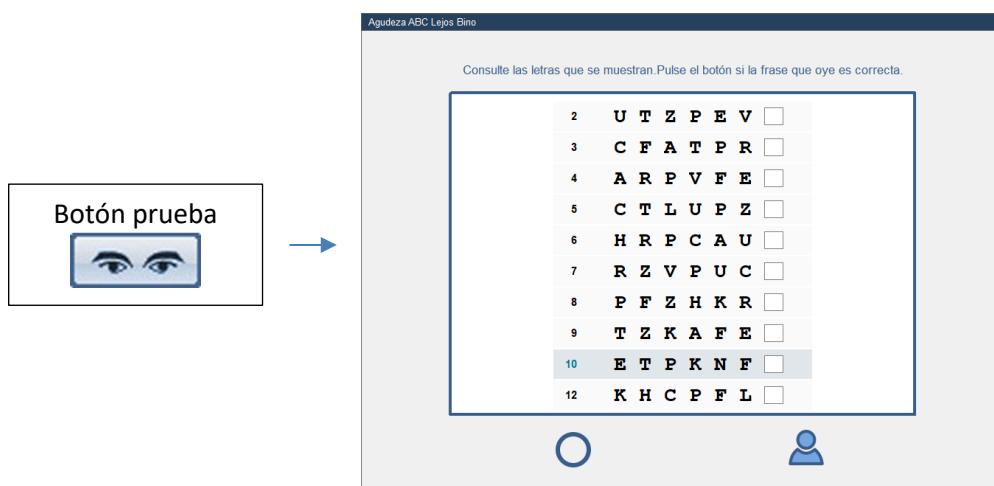 Botón prueba
Agudeza ABC Lejos Bino
Consulte las letras que se muestran.Pulse el botón si la frase que oye es correcta.
2 U T Z P E V
3 C F A T P R
4 A R P V F E
5 C T L U P Z
6 H R P C A U
7 R Z V P U C
8 P F Z H K R
9 T Z K A F E
10 E T P K N F
12 K H C P F L